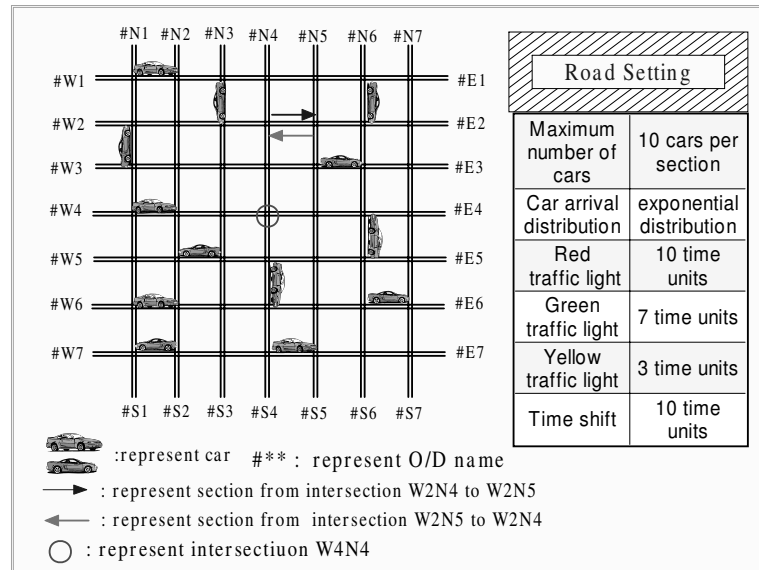 #N1 #N2 #N3 #N4 #N5 #N6 #N7
#W1 #E1
#W2 #E2
#W3 #E3
#W4 #E4
#W5 #E5
#W6 #E6
#W7 #E7
#S1 #S2 #S3 #S4 #S5 #S6 #S7
:represent car #** : represent O/D name
: represent section from intersection W2N4 to W2N5
: represent section from intersection W2N5 to W2N4
: represent intersectiuon W4N4
Road Setting
Maximum
number of
cars
10 cars per
section
Car arrival
distribution
exponential
distribution
Red
traffic light
10 time
units
Green
traffic light
7 time units
Yellow
traffic light
3 time units
Time shift
10 time
units